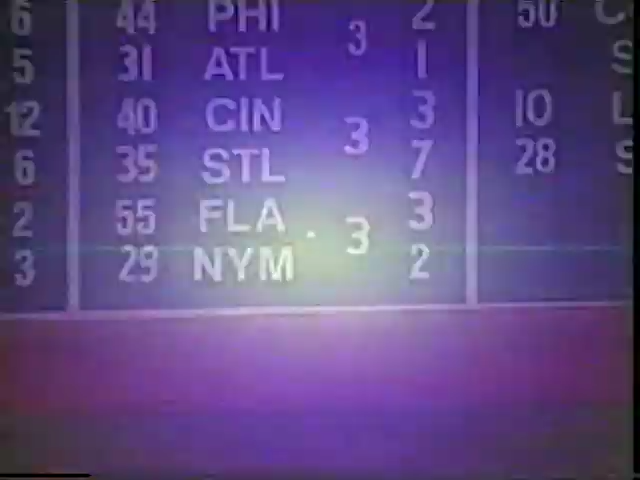 6 44 PHI 3 2 50 C
5 31 ATL 1 S
12 40 CIN 3 3 10 L
6 35 STL 7 28 S
2 55 FLA . 3 3
3 29 NYM 2